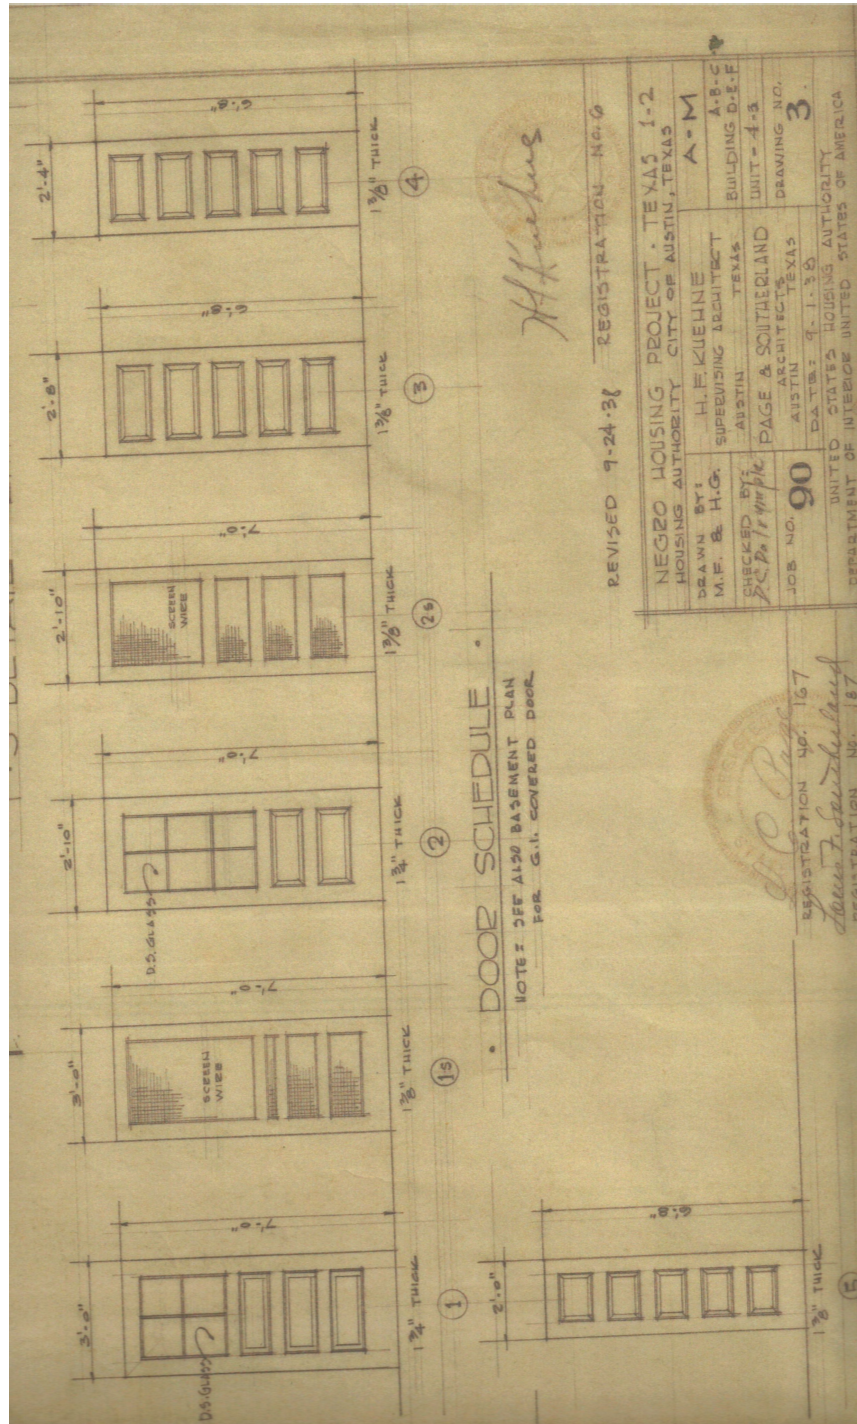 3'-0"
7'-0"
D.S.GLASS
1 3/4" THICK
1
3'-0"
7'-0"
SCREEN
WIRE
1 3/8" THICK
1s
2'-10"
7'-0"
D.S.GLASS
1 3/4" THICK
2
2'-10"
7'-0"
SCREEN
WIRE
1 3/8" THICK
2s
2'-8"
6'-8"
1 3/8" THICK
3
2'-4"
6'-8"
1 3/8" THICK
4
• DOOR SCHEDULE •
NOTE: SEE ALSO BASEMENT PLAN
FOR G.I. COVERED DOOR
2'-0"
6'-8"
1 3/8" THICK
H F Kuehne
REVISED 9-24-38
REGISTRATION NO. 6
NEGRO HOUSING PROJECT • TEXAS 1-2
HOUSING AUTHORITY CITY OF AUSTIN, TEXAS
DRAWN BY:
M.F. & H.G.
H.F. KUEHNE
SUPERVISING ARCHITECT
AUSTIN TEXAS
A-M
A-B-C
BUILDING D-E-F
UNIT-4-3
CHECKED BY:
PAGE & SOUTHERLAND
ARCHITECTS
AUSTIN TEXAS
DRAWING NO.
3.
JOB NO. 90
DATE: 9-1-38
UNITED STATES HOUSING AUTHORITY
DEPARTMENT OF INTERIOR UNITED STATES OF AMERICA
Page
REGISTRATION NO. 167
Louis F. Southerland
REGISTRATION NO. 187